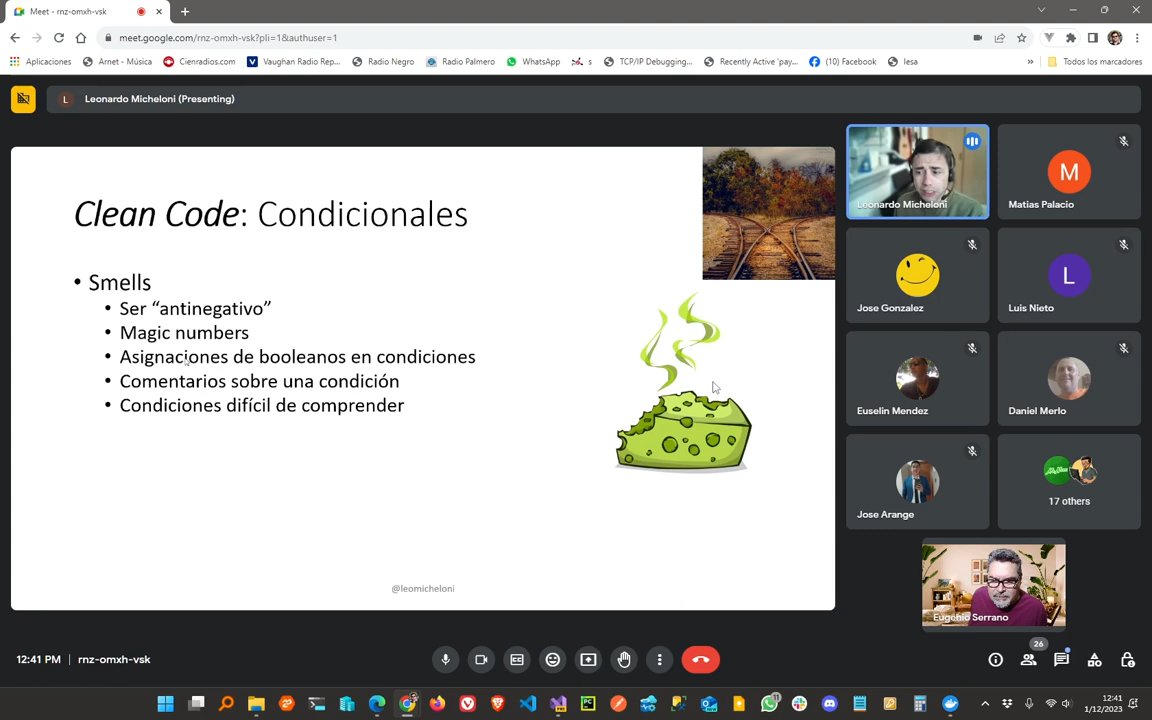 Meet - rnz-omxh-vsk
meet.google.com/rnz-omxh-vsk?pli=1&authuser=1
Aplicaciones
Arnet - Música
Cienradios.com
Vaughan Radio Rep...
Radio Negro
Radio Palmero
WhatsApp
s
TCP/IP Debugging...
Recently Active 'pay...
(10) Facebook
Iesa
»
Todos los marcadores
L
Leonardo Micheloni (Presenting)
Clean Code: Condicionales
• Smells
• Ser “antinegativo”
• Magic numbers
• Asignaciones de booleanos en condiciones
• Comentarios sobre una condición
• Condiciones difícil de comprender
@leomicheloni
Leonardo Micheloni
M
Matias Palacio
Jose Gonzalez
L
Luis Nieto
Euselin Mendez
Daniel Merlo
Jose Arange
17 others
Eugenio Serrano
12:41 PM | rnz-omxh-vsk
26
11
12:41
1/12/2023